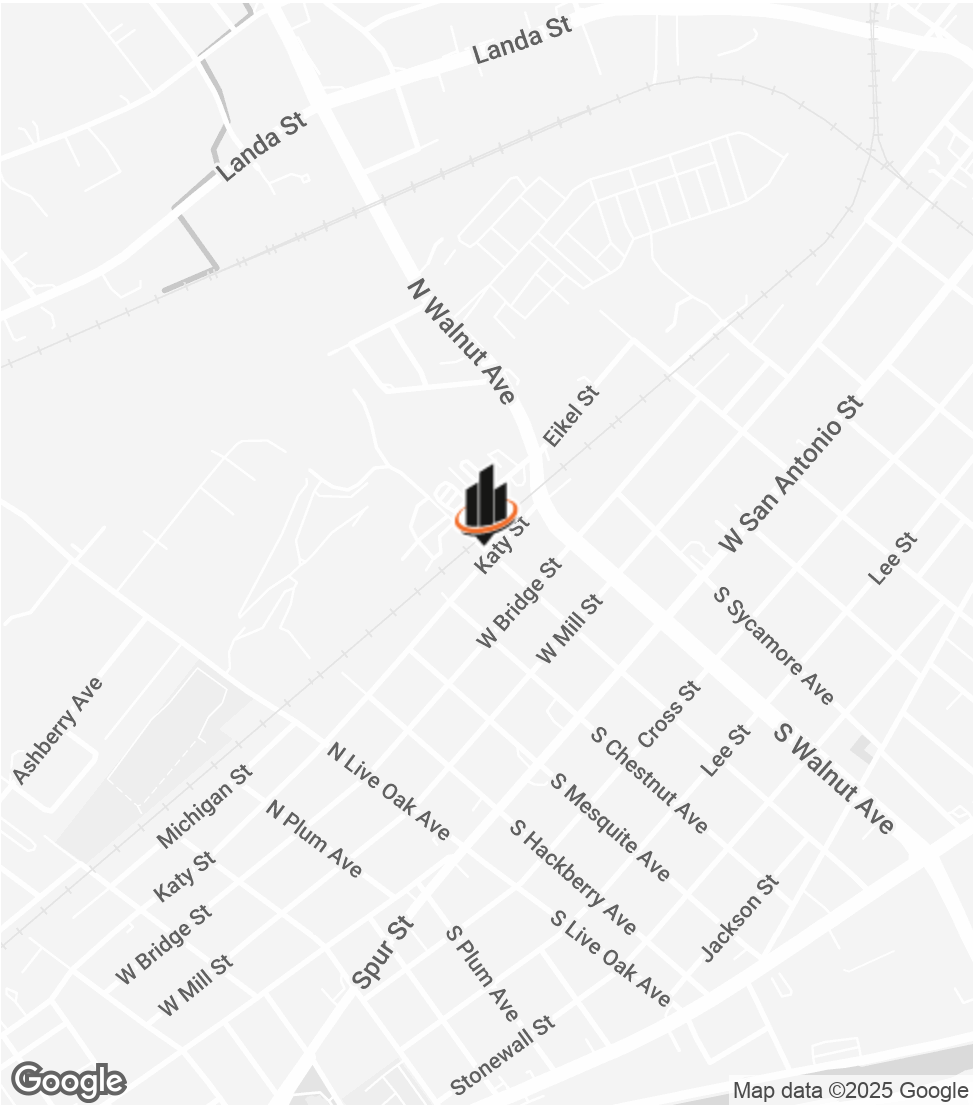 Landa St
Landa St
N Walnut Ave
Eikel St
W San Antonio St
Katy St
W Bridge St
W Mill St
Lee St
S Sycamore Ave
Ashberry Ave
Cross St
Lee St
S Chestnut Ave
S Walnut Ave
N Live Oak Ave
Michigan St
S Mesquite Ave
N Plum Ave
S Hackberry Ave
Katy St
Jackson St
W Bridge St
Spur St
S Live Oak Ave
S Plum Ave
W Mill St
Stonewall St
Google
Map data ©2025 Google